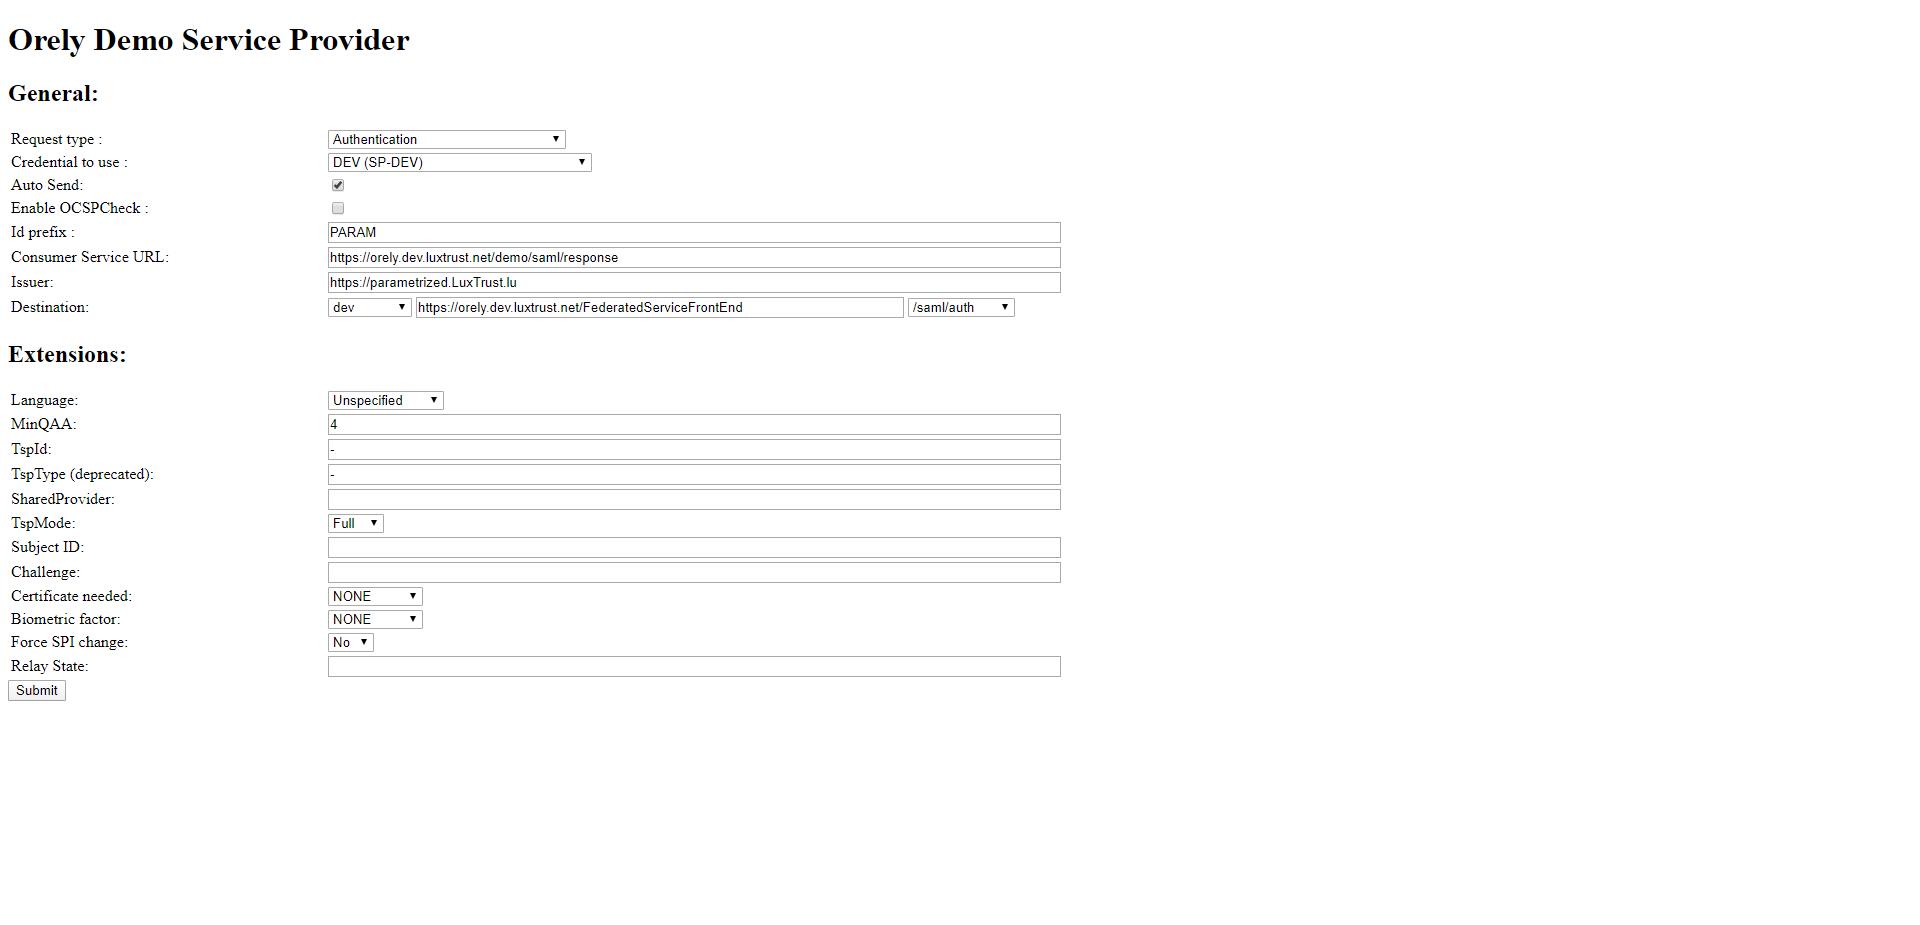 Orely Demo Service Provider
General:
Request type : Authentication
Credential to use : DEV (SP-DEV)
Auto Send:
Enable OCSPCheck :
Id prefix : PARAM
Consumer Service URL: https://orely.dev.luxtrust.net/demo/saml/response
Issuer: https://parametrized.LuxTrust.lu
Destination: dev https://orely.dev.luxtrust.net/FederatedServiceFrontEnd /saml/auth
Extensions:
Language: Unspecified
MinQAA: 4
TspId: -
TspType (deprecated): -
SharedProvider:
TspMode: Full
Subject ID:
Challenge:
Certificate needed: NONE
Biometric factor: NONE
Force SPI change: No
Relay State:
Submit